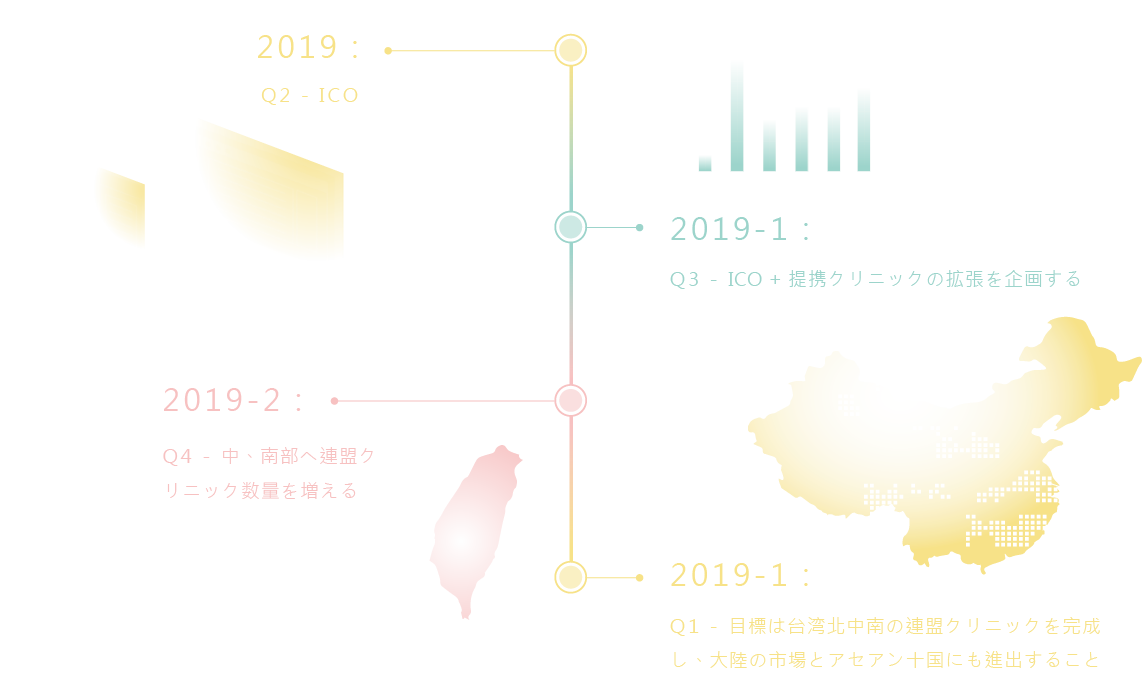 2019 :
Q2 - ICO
2019-1 :
Q3 - ICO + 提携クリニックの拡張を企画する
2019-2 :
Q4 - 中、南部へ連盟ク
リニック数量を増える
2019-1 :
Q1 - 目標は台湾北中南の連盟クリニックを完成
し、大陸の市場とアセアン十国にも進出すること